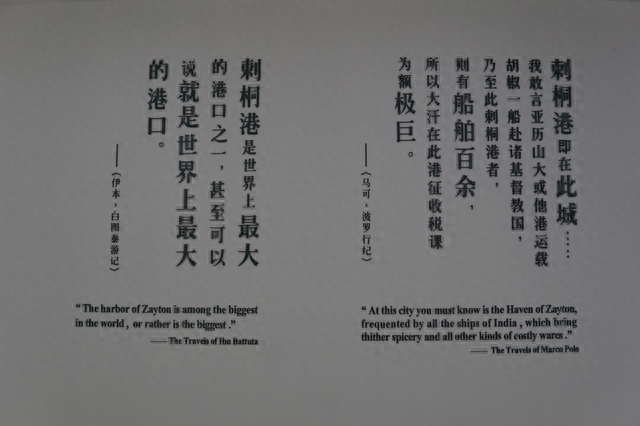 刺桐港即在此城……
我敢言亚历山大或他港运载
胡椒一船赴诸基督教国，
乃至此刺桐港者，
则有船舶百余，
所以大汗在此港征收税课
为额极巨。
——《马可·波罗行纪》
“ At this city you must know is the Haven of Zayton,
frequented by all the ships of India , which bring
thither spicery and all other kinds of costly wares .”
—— The Travels of Marco Polo
刺桐港是世界上最大
的港口之一，甚至可以
说就是世界上最大
的港口。
——《伊本·白图泰游记》
“ The harbor of Zayton is among the biggest
in the world , or rather is the biggest .”
—— The Travels of Ibn Battuta